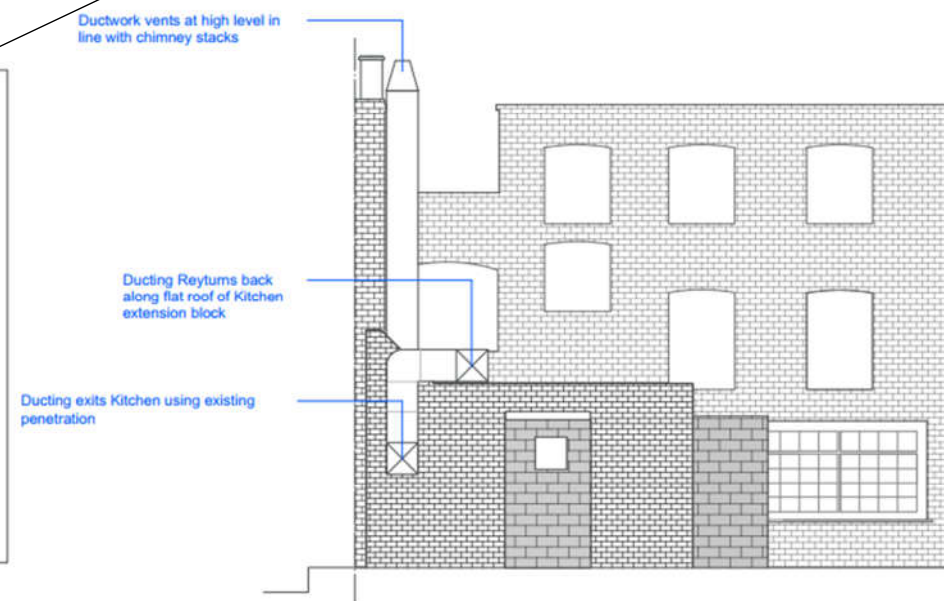 Ductwork vents at high level in
line with chimney stacks
Ducting Reyturns back
along flat roof of Kitchen
extension block
Ducting exits Kitchen using existing
penetration